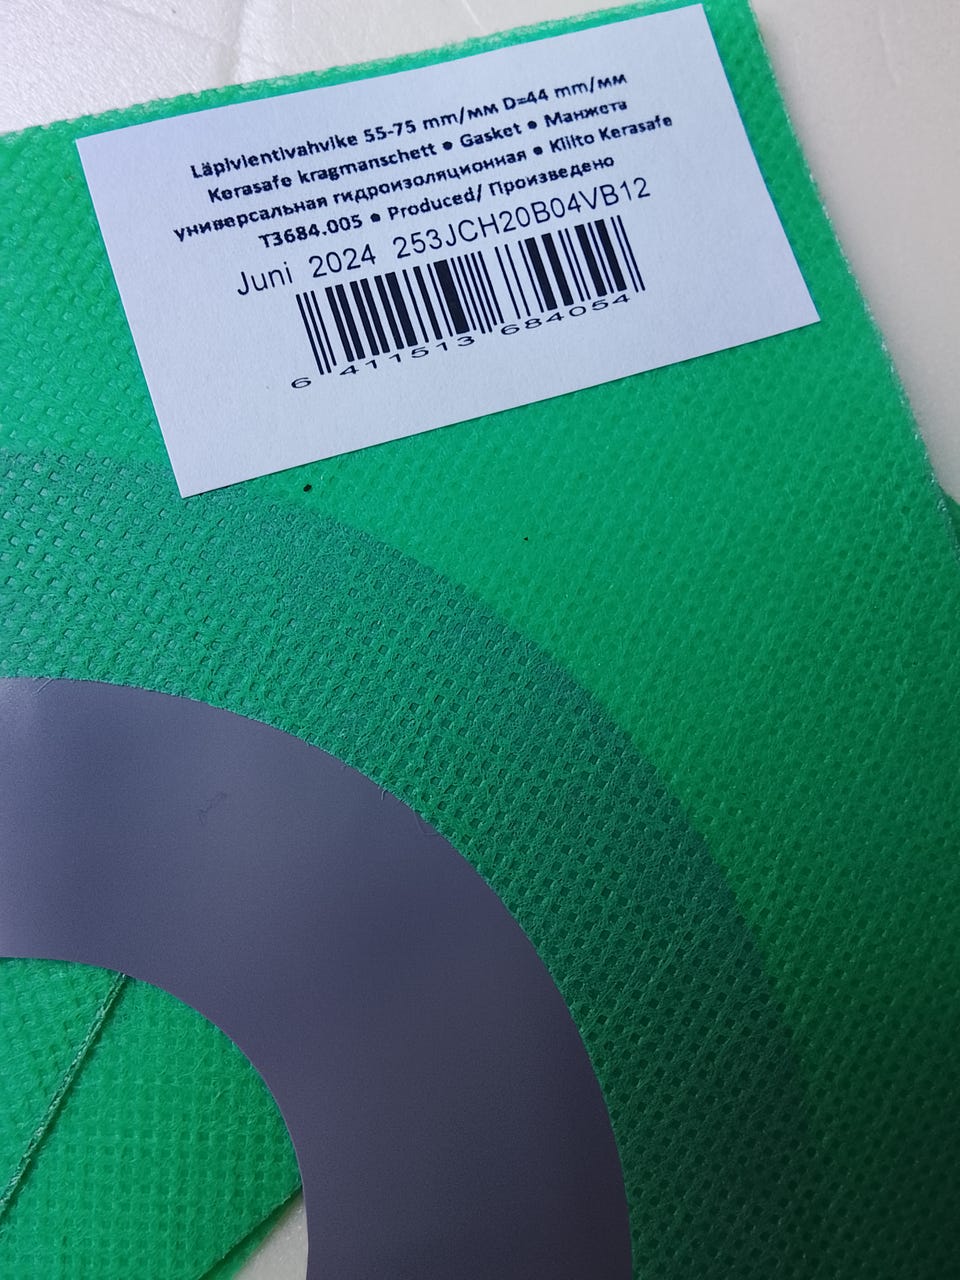 Läpivientivahvike 55-75 mm/мм D=44 mm/мм
Kerasafe kragmanschett • Gasket • Манжета
универсальная гидроизоляционная • Kiilto Kerasafe
T3684.005 • Produced/ Произведено
Juni 2024 253JCH20B04VB12
6 411513 684054